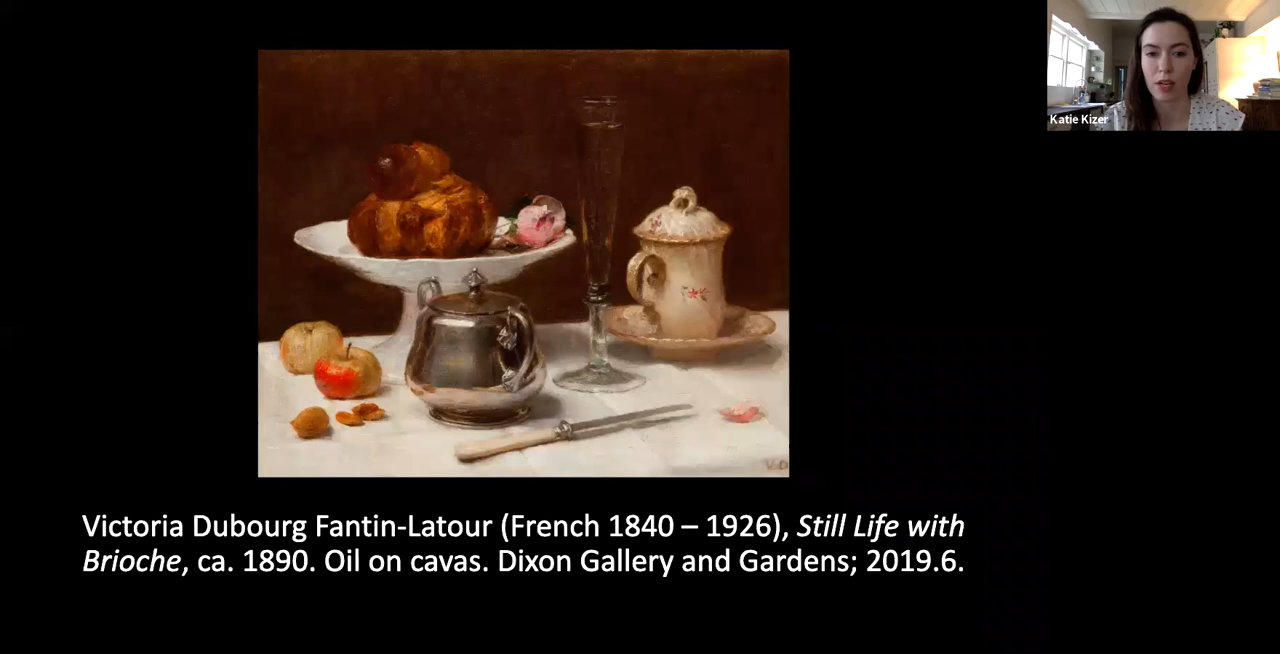 Katie Kizer
V.D
Victoria Dubourg Fantin-Latour (French 1840 – 1926), Still Life with
Brioche, ca. 1890. Oil on cavas. Dixon Gallery and Gardens; 2019.6.